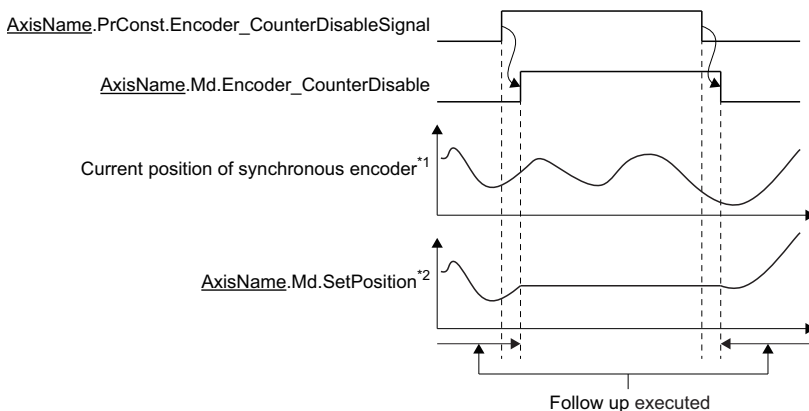 AxisName.PrConst.Encoder_CounterDisableSignal
AxisName.Md.Encoder_CounterDisable
Current position of synchronous encoder*1
AxisName.Md.SetPosition*2
Follow up executed